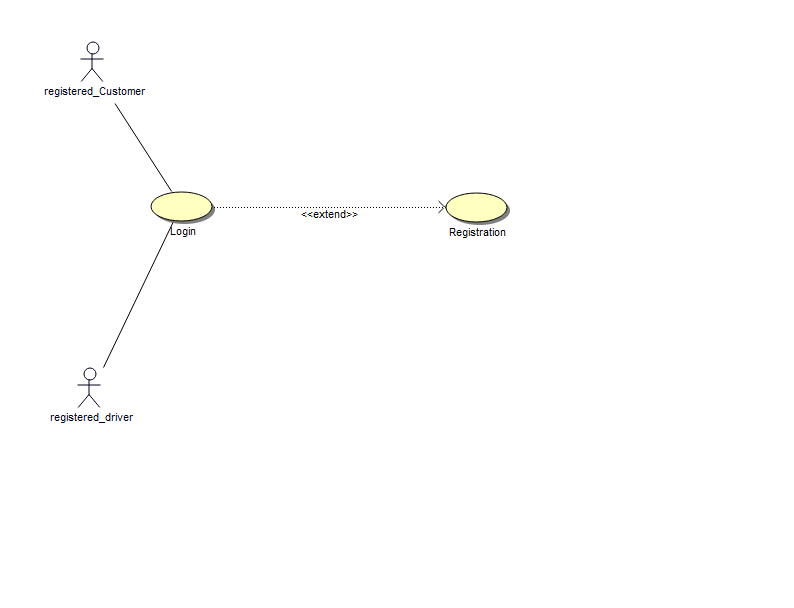 registered_Customer
Login
<<extend>>
Registration
registered_driver